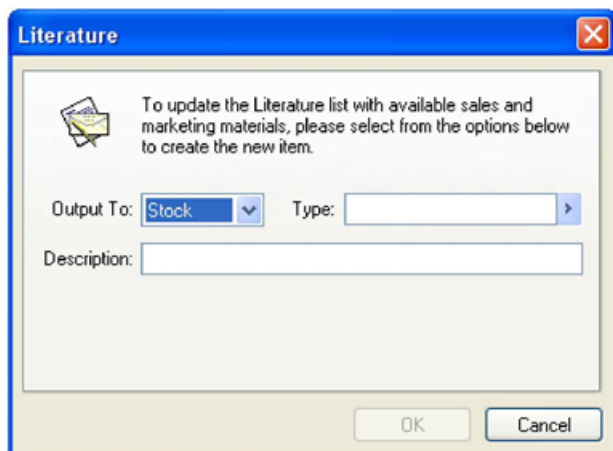 Literature
To update the Literature list with available sales and
marketing materials, please select from the options below
to create the new item.
Output To: Stock Type:
Description:
OK Cancel